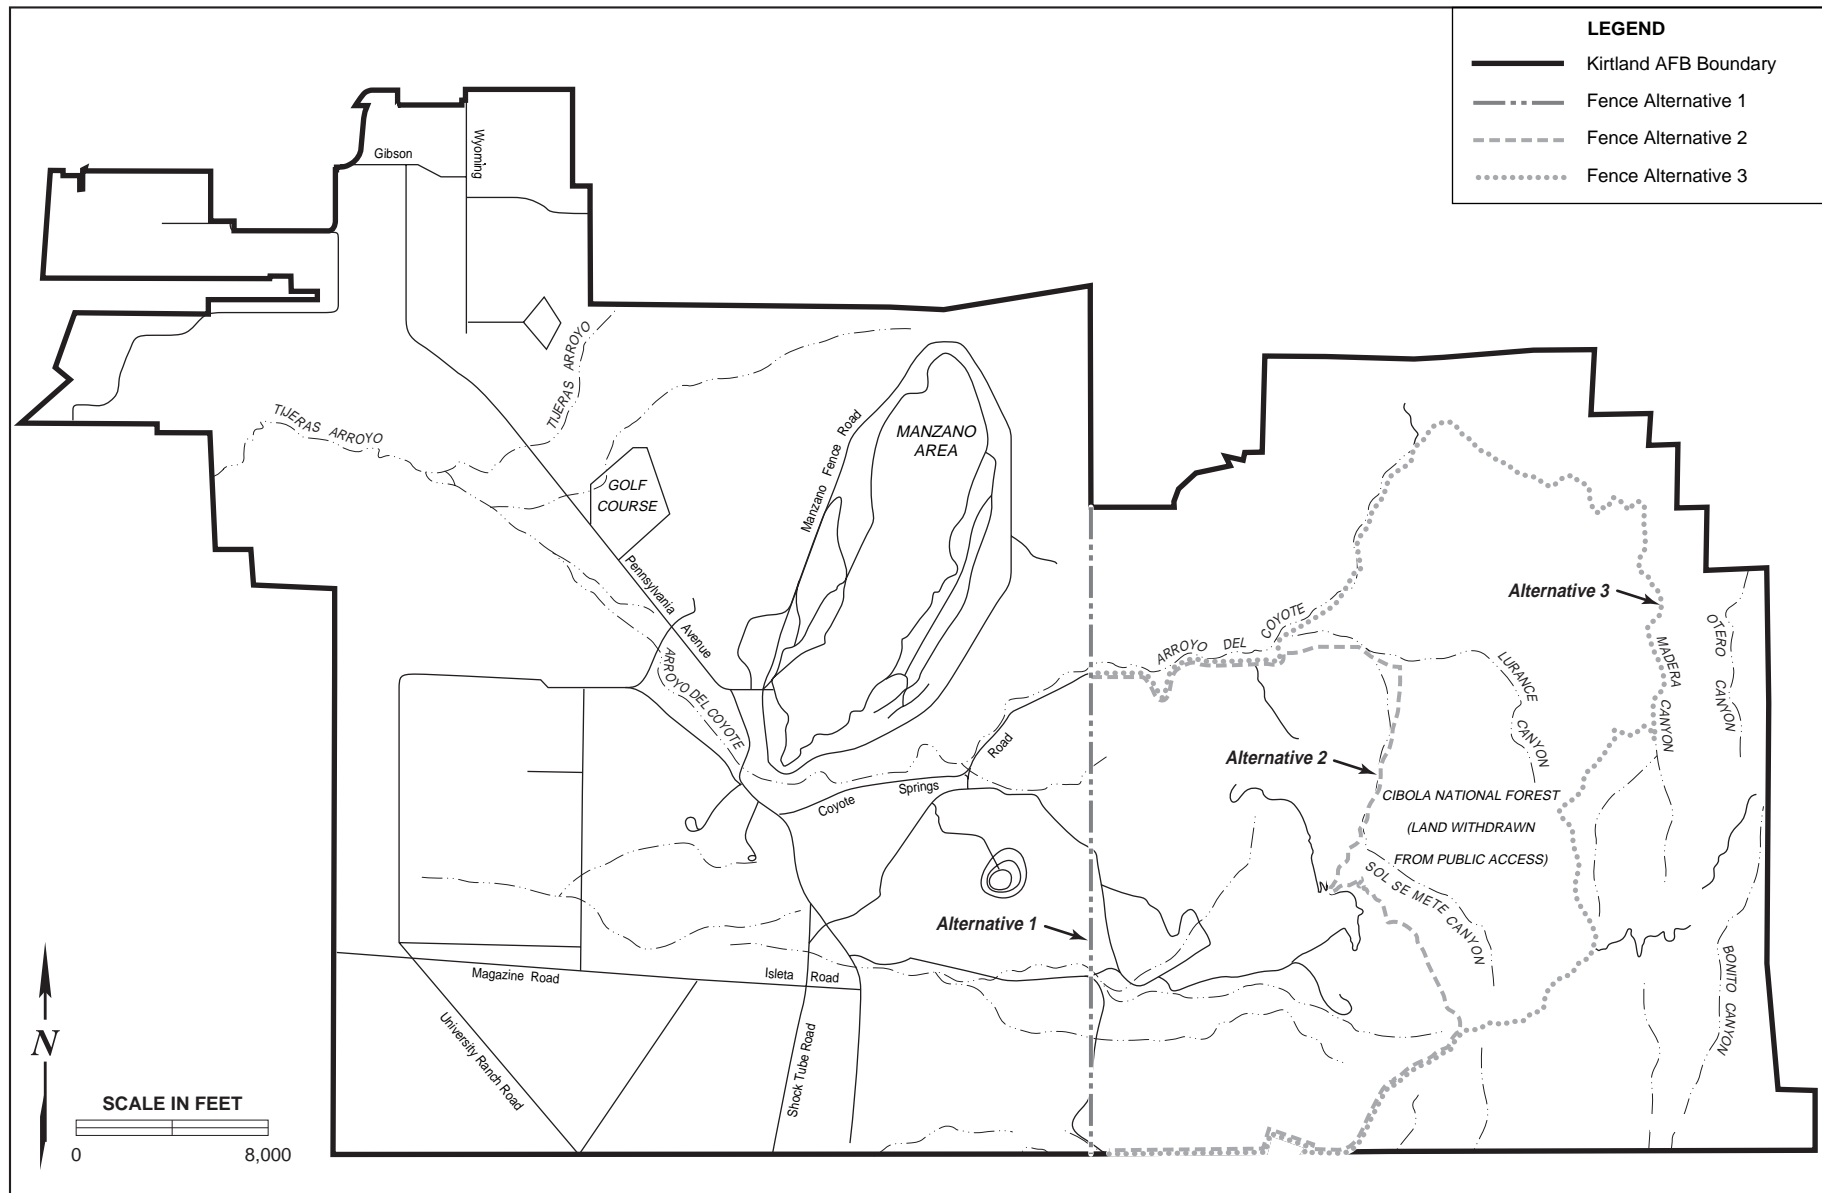 LEGEND
Kirtland AFB Boundary
Fence Alternative 1
Fence Alternative 2
Fence Alternative 3
Gibson
Wyoming
TIJERAS ARROYO
TIJERAS ARROYO
Manzano Fence Road
MANZANO
AREA
GOLF
COURSE
Pennsylvania Avenue
ARROYO DEL COYOTE
ARROYO DEL COYOTE
Alternative 3
OTERO CANYON
MADERA CANYON
LURANCE CANYON
Alternative 2
Coyote Springs Road
CIBOLA NATIONAL FOREST
(LAND WITHDRAWN
FROM PUBLIC ACCESS)
SOL SE METE CANYON
Alternative 1
BONITO CANYON
Magazine Road
Isleta Road
University Ranch Road
Shock Tube Road
N
SCALE IN FEET
0 8,000